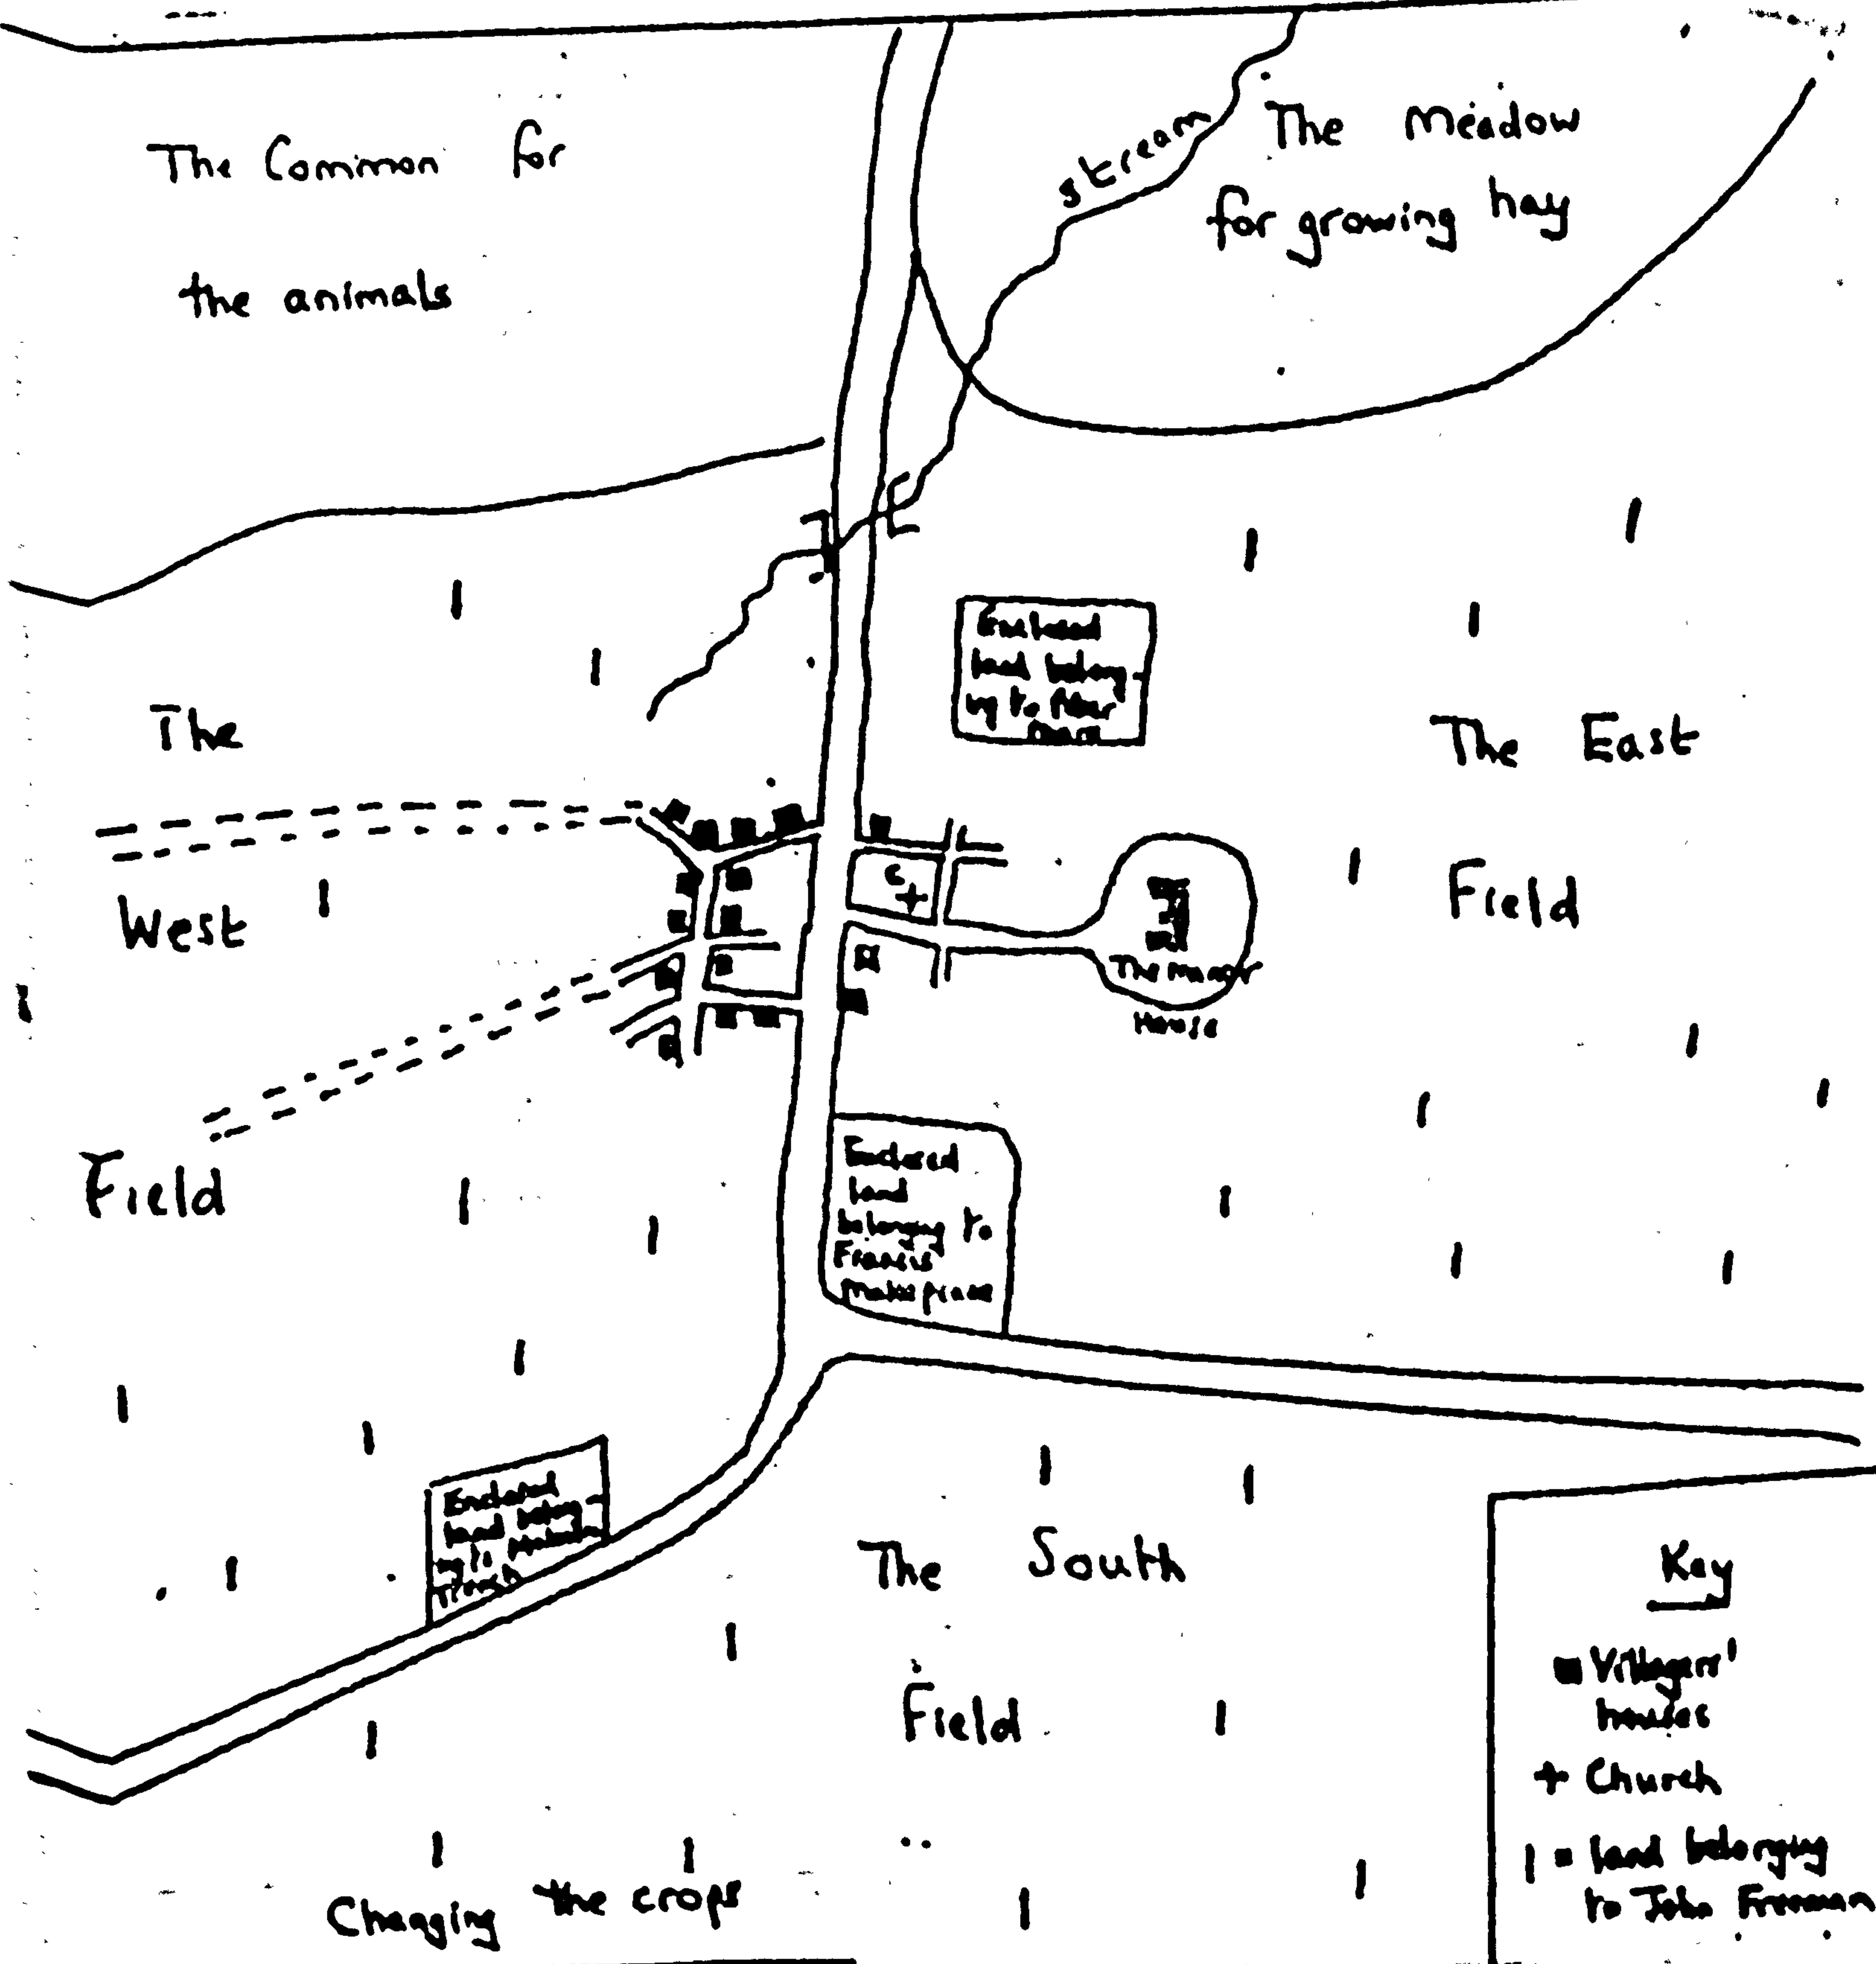 The Common for
the animals
stream
The Meadow
for growing hay
The
West
Field
Enclosed
land belong-
ing to
The East
Field
C
The Manor
House
Enclosed
land
belonging to
Francis
Makepeace
Enclosed
land belong-
ing to
The South
Field
Changing the crops
Key
Villagers'
houses
Church
land belonging
to John Freeman